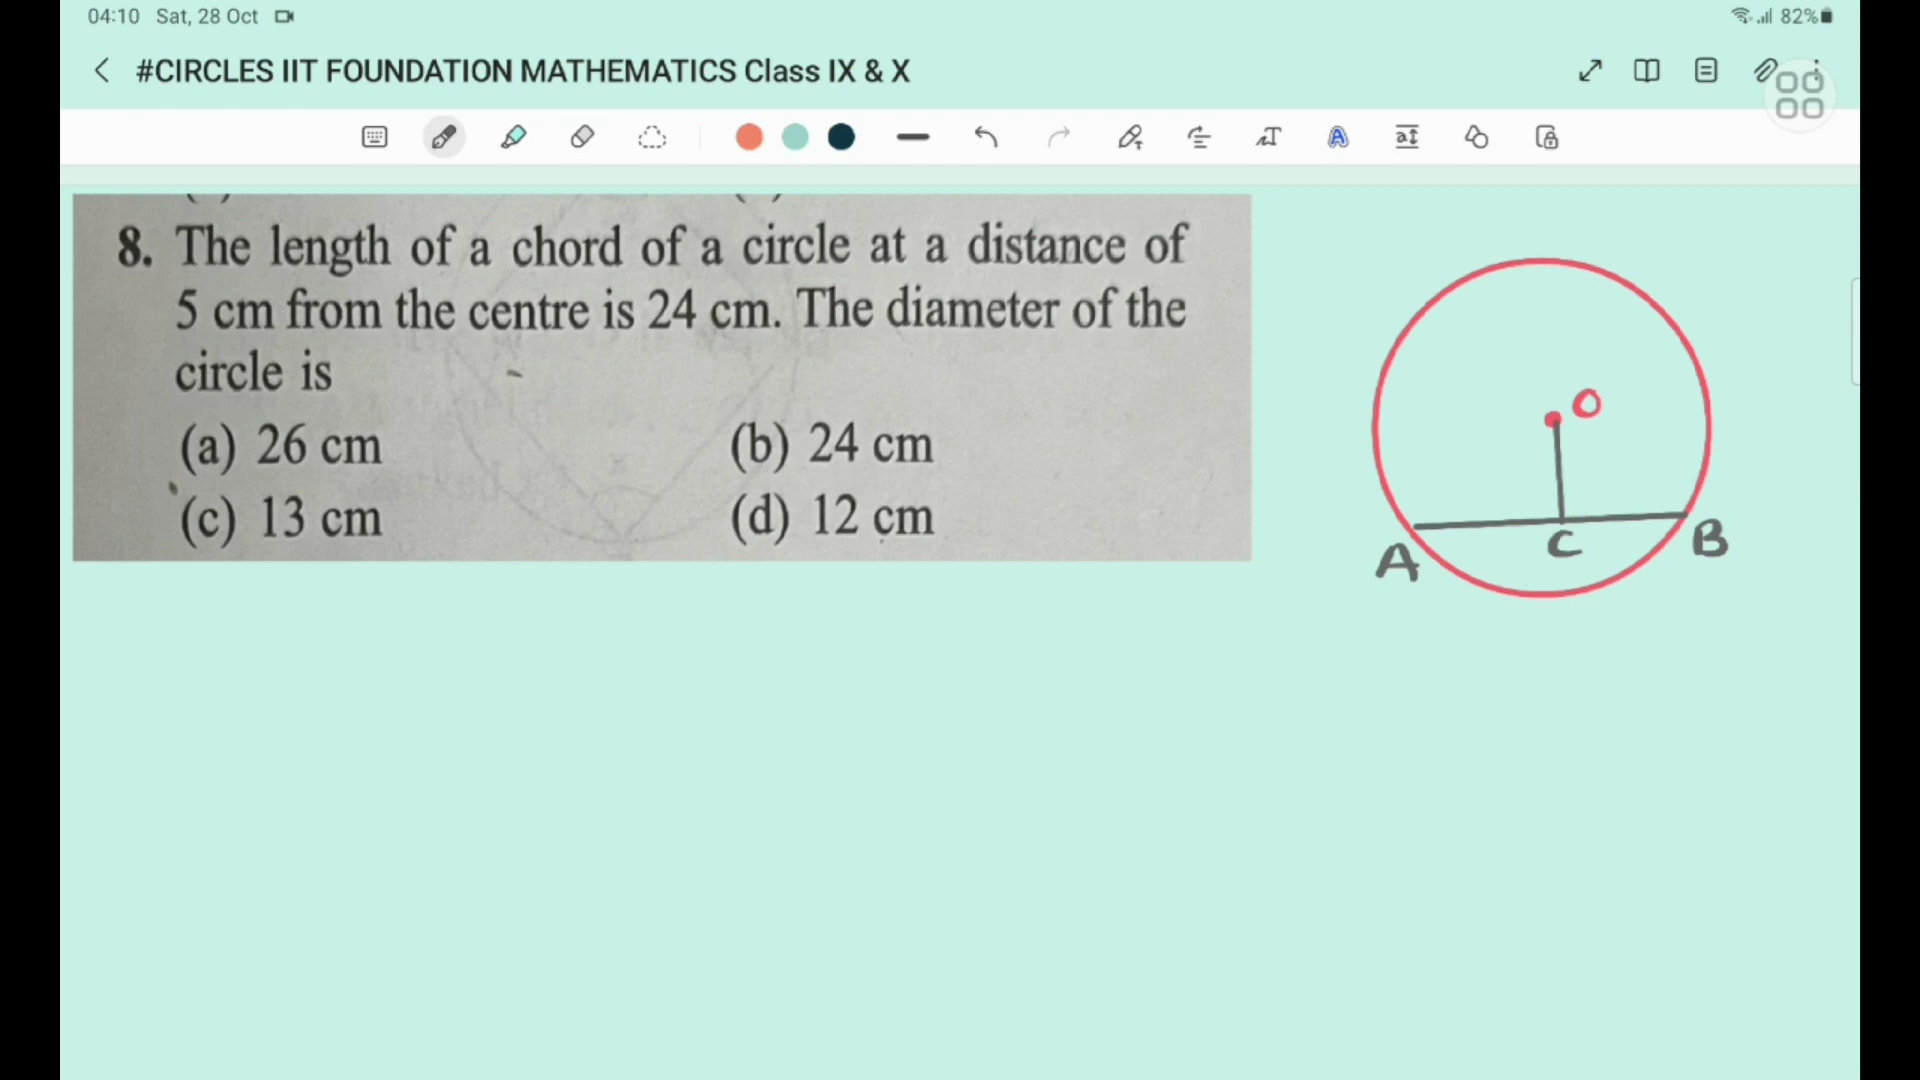 04:10 Sat, 28 Oct
82%
#CIRCLES IIT FOUNDATION MATHEMATICS Class IX & X
8. The length of a chord of a circle at a distance of
5 cm from the centre is 24 cm. The diameter of the
circle is
(a) 26 cm (b) 24 cm
(c) 13 cm (d) 12 cm
O
A C B